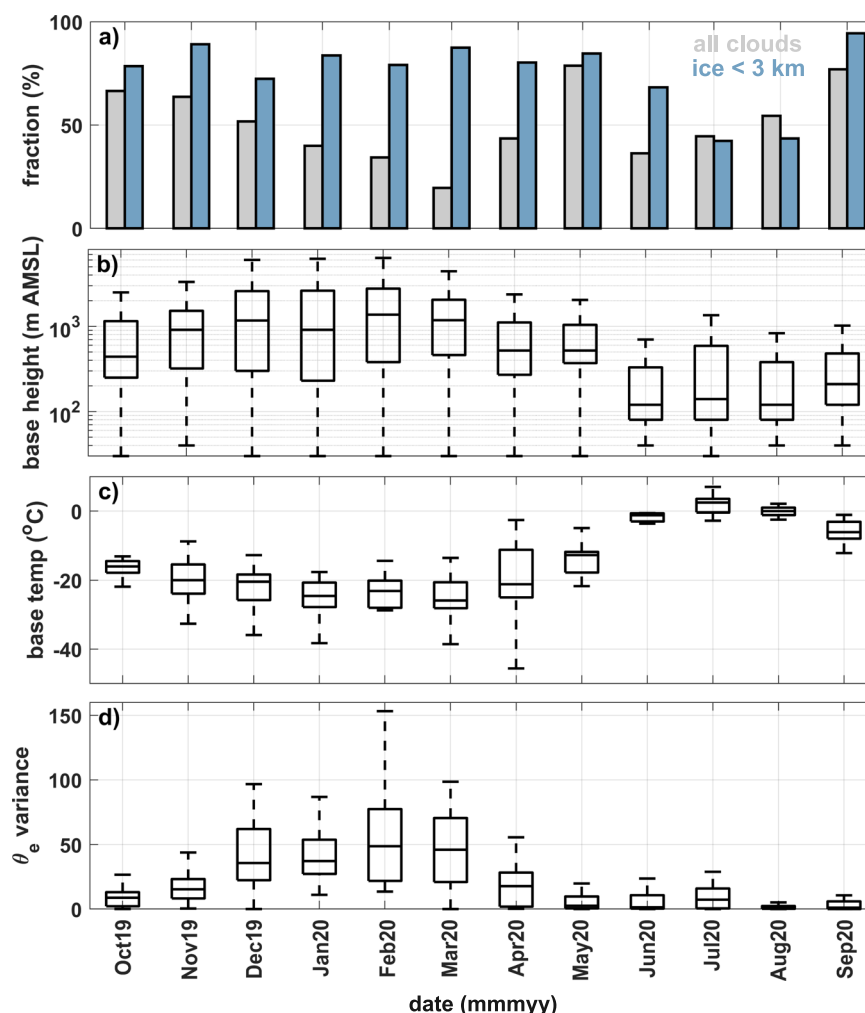 a)
all clouds
ice < 3 km
100
50
0
fraction (%)
b)
10³
10²
base height (m AMSL)
c)
0
-20
-40
base temp (°C)
d)
150
100
50
0
θe variance
Oct19 Nov19 Dec19 Jan20 Feb20 Mar20 Apr20 May20 Jun20 Jul20 Aug20 Sep20
date (mmmyy)